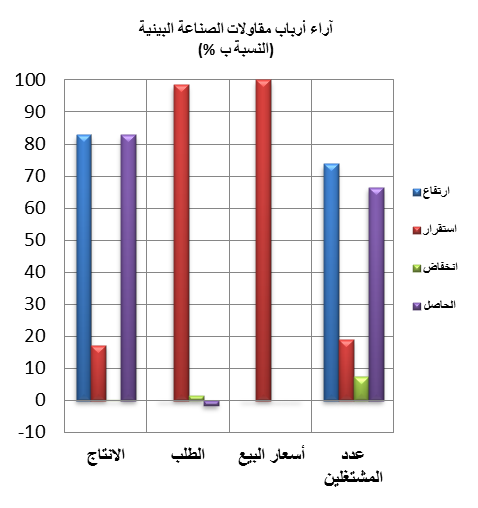 آراء أرباب مقاولات الصناعة البينية
(النسبة ب %)
100
90
80
70
60
50
40
30
20
10
0
-10
الانتاج
الطلب
أسعار البيع
عدد
المشتغلين
ارتفاع
استقرار
انخفاض
الحاصل